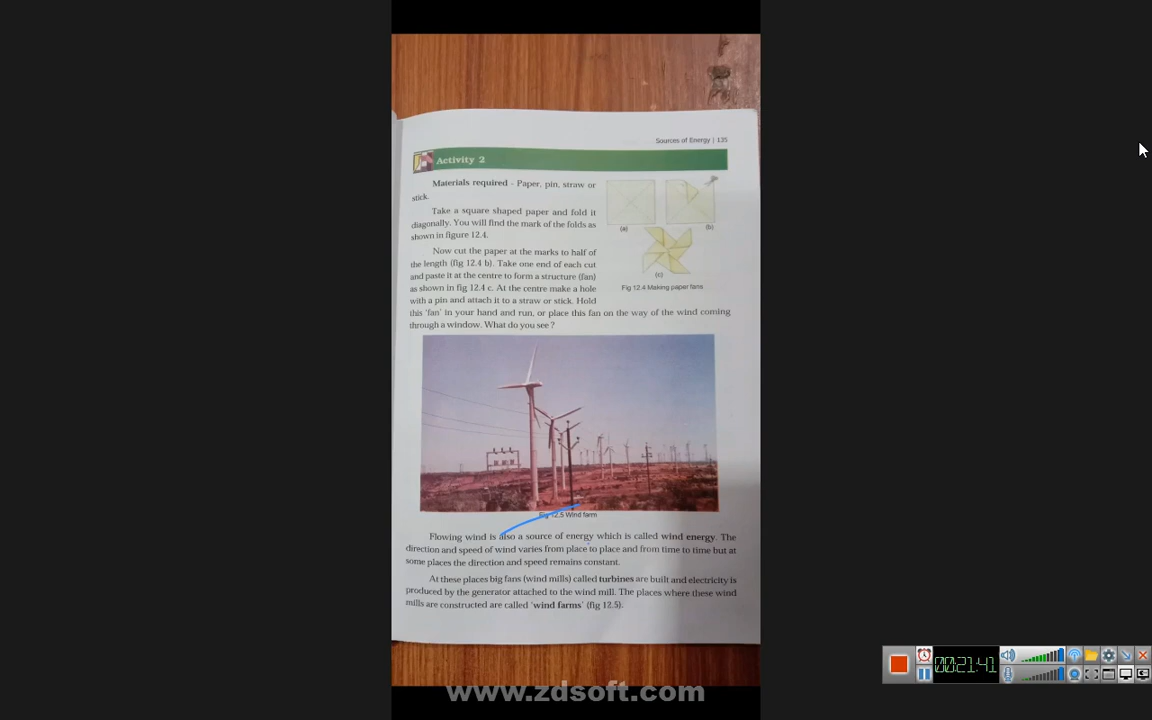 Sources of Energy | 135
Activity 2
Materials required - Paper, pin, straw or
stick.
Take a square shaped paper and fold it
diagonally. You will find the mark of the folds as
shown in figure 12.4.
Now cut the paper at the marks to half of
the length (fig 12.4 b). Take one end of each cut
and paste it at the centre to form a structure (fan)
as shown in fig 12.4 c. At the centre make a hole
with a pin and attach it to a straw or stick. Hold
this 'fan' in your hand and run, or place this fan on the way of the wind coming
through a window. What do you see ?
(a)
(b)
(c)
Fig 12.4 Making paper fans
Fig 12.5 Wind farm
Flowing wind is also a source of energy which is called wind energy. The
direction and speed of wind varies from place to place and from time to time but at
some places the direction and speed remains constant.
At these places big fans (wind mills) called turbines are built and electricity is
produced by the generator attached to the wind mill. The places where these wind
mills are constructed are called 'wind farms' (fig 12.5).
www.zdsoft.com
00:21:41